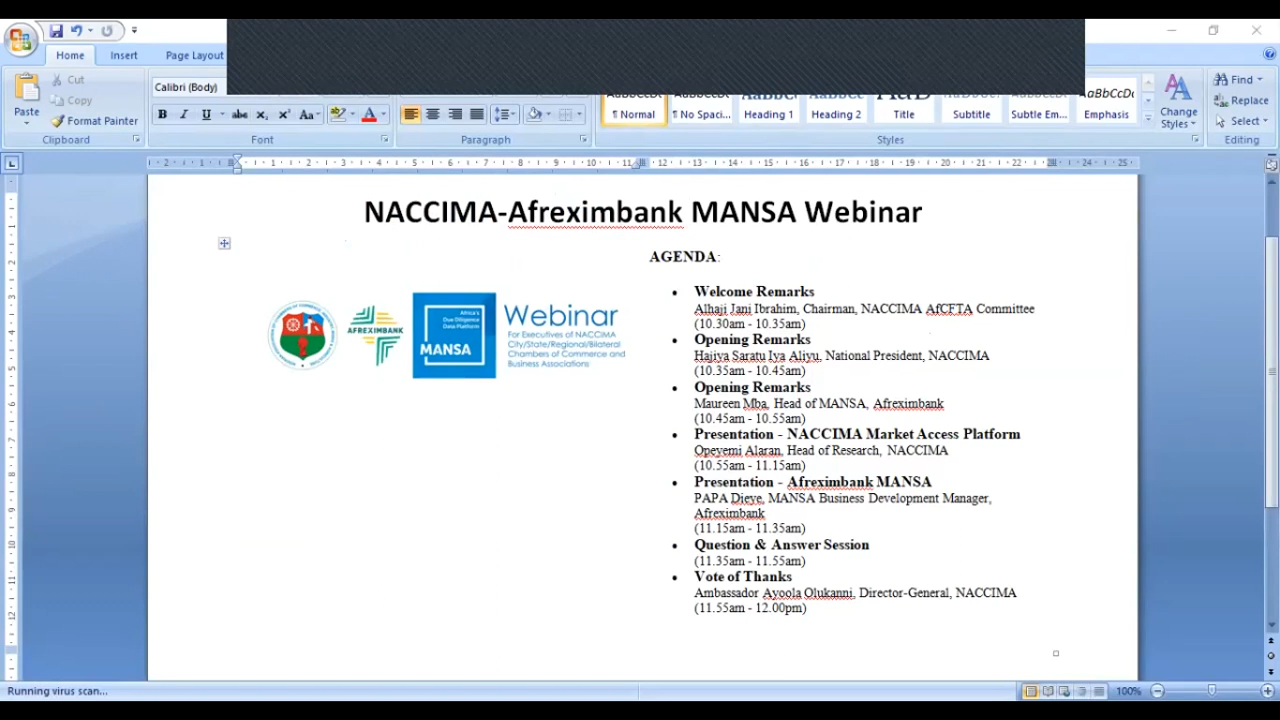 Home Insert Page Layout
Cut
Copy
Paste
Format Painter
Clipboard
Calibri (Body)
Font
Paragraph
¶ Normal
¶ No Spaci...
Heading 1
Heading 2
Title
Subtitle
Subtle Em...
Emphasis
Styles
Change Styles
Find
Replace
Select
Editing
NACCIMA-Afreximbank MANSA Webinar
AFREXIMBANK
Africa's
Due Diligence
Data Platform
MANSA
Webinar
For Executives of NACCIMA
City/State/Regional/Bilateral
Chambers of Commerce and
Business Associations
AGENDA:
• Welcome Remarks
Alhaji Jani Ibrahim, Chairman, NACCIMA AfCFTA Committee
(10.30am - 10.35am)
• Opening Remarks
Hajiya Saratu Iya Aliyu, National President, NACCIMA
(10.35am - 10.45am)
• Opening Remarks
Maureen Mba, Head of MANSA, Afreximbank
(10.45am - 10.55am)
• Presentation - NACCIMA Market Access Platform
Opeyemi Alaran, Head of Research, NACCIMA
(10.55am - 11.15am)
• Presentation - Afreximbank MANSA
PAPA Dieye, MANSA Business Development Manager,
Afreximbank
(11.15am - 11.35am)
• Question & Answer Session
(11.35am - 11.55am)
• Vote of Thanks
Ambassador Ayoola Olukanni, Director-General, NACCIMA
(11.55am - 12.00pm)
Running virus scan...
100%